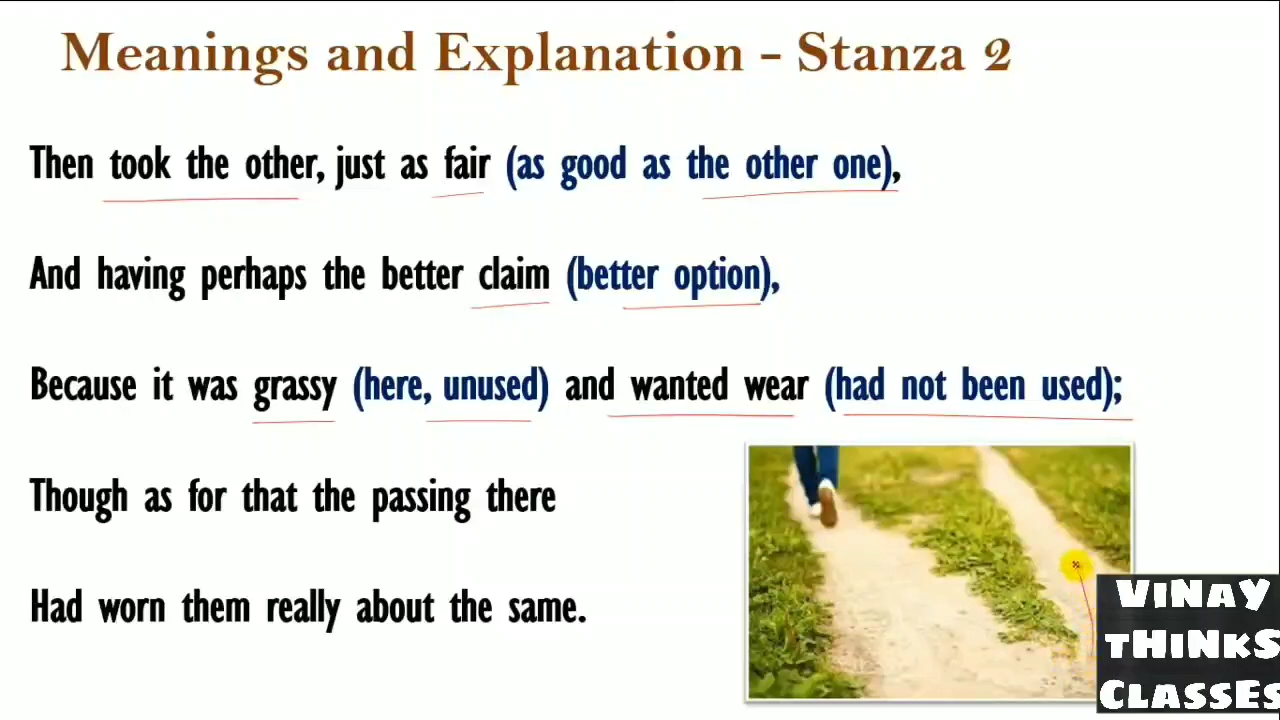 Meanings and Explanation - Stanza 2
Then took the other, just as fair (as good as the other one),
And having perhaps the better claim (better option),
Because it was grassy (here, unused) and wanted wear (had not been used);
Though as for that the passing there
Had worn them really about the same.
ViNAY
THiNKS
CLASSES